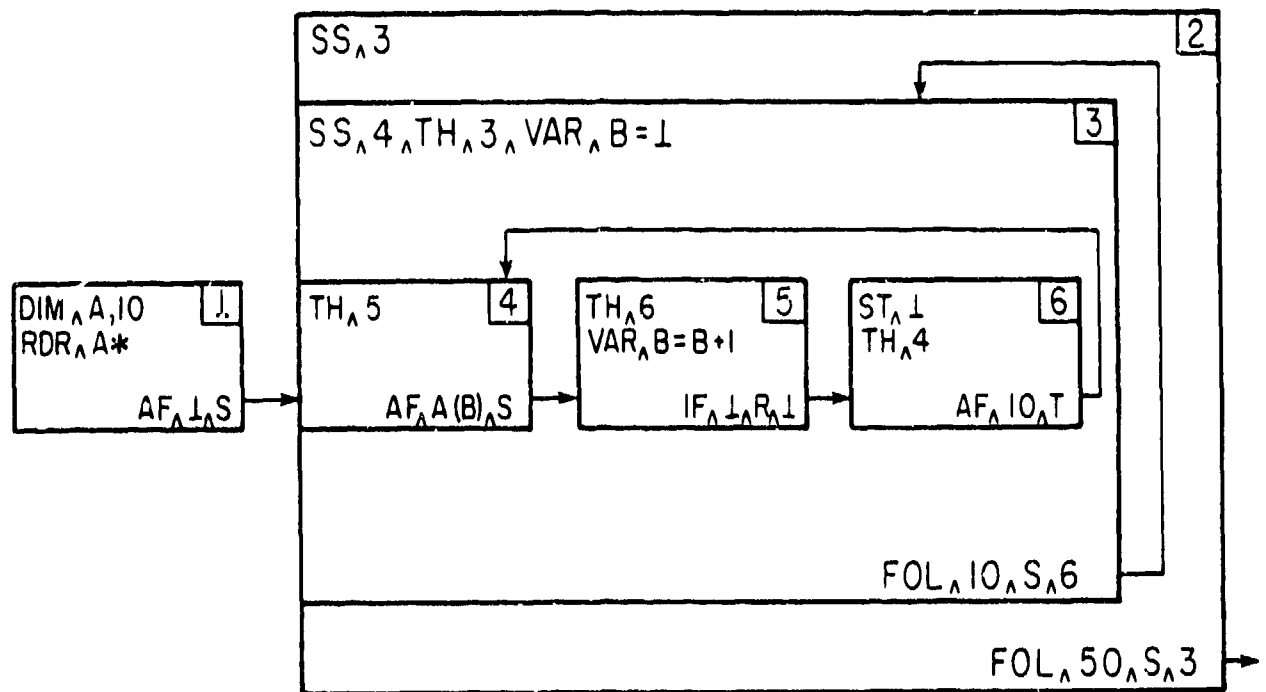 SS‸3
2
SS‸4‸TH‸3‸VAR‸B=1
3
DIM‸A,10
1
RDR‸A*
AF‸1‸S
TH‸5
4
AF‸A(B)‸S
TH‸6
5
VAR‸B=B+1
IF‸1‸R‸1
ST‸1
6
TH‸4
AF‸10‸T
FOL‸10‸S‸6
FOL‸50‸S‸3